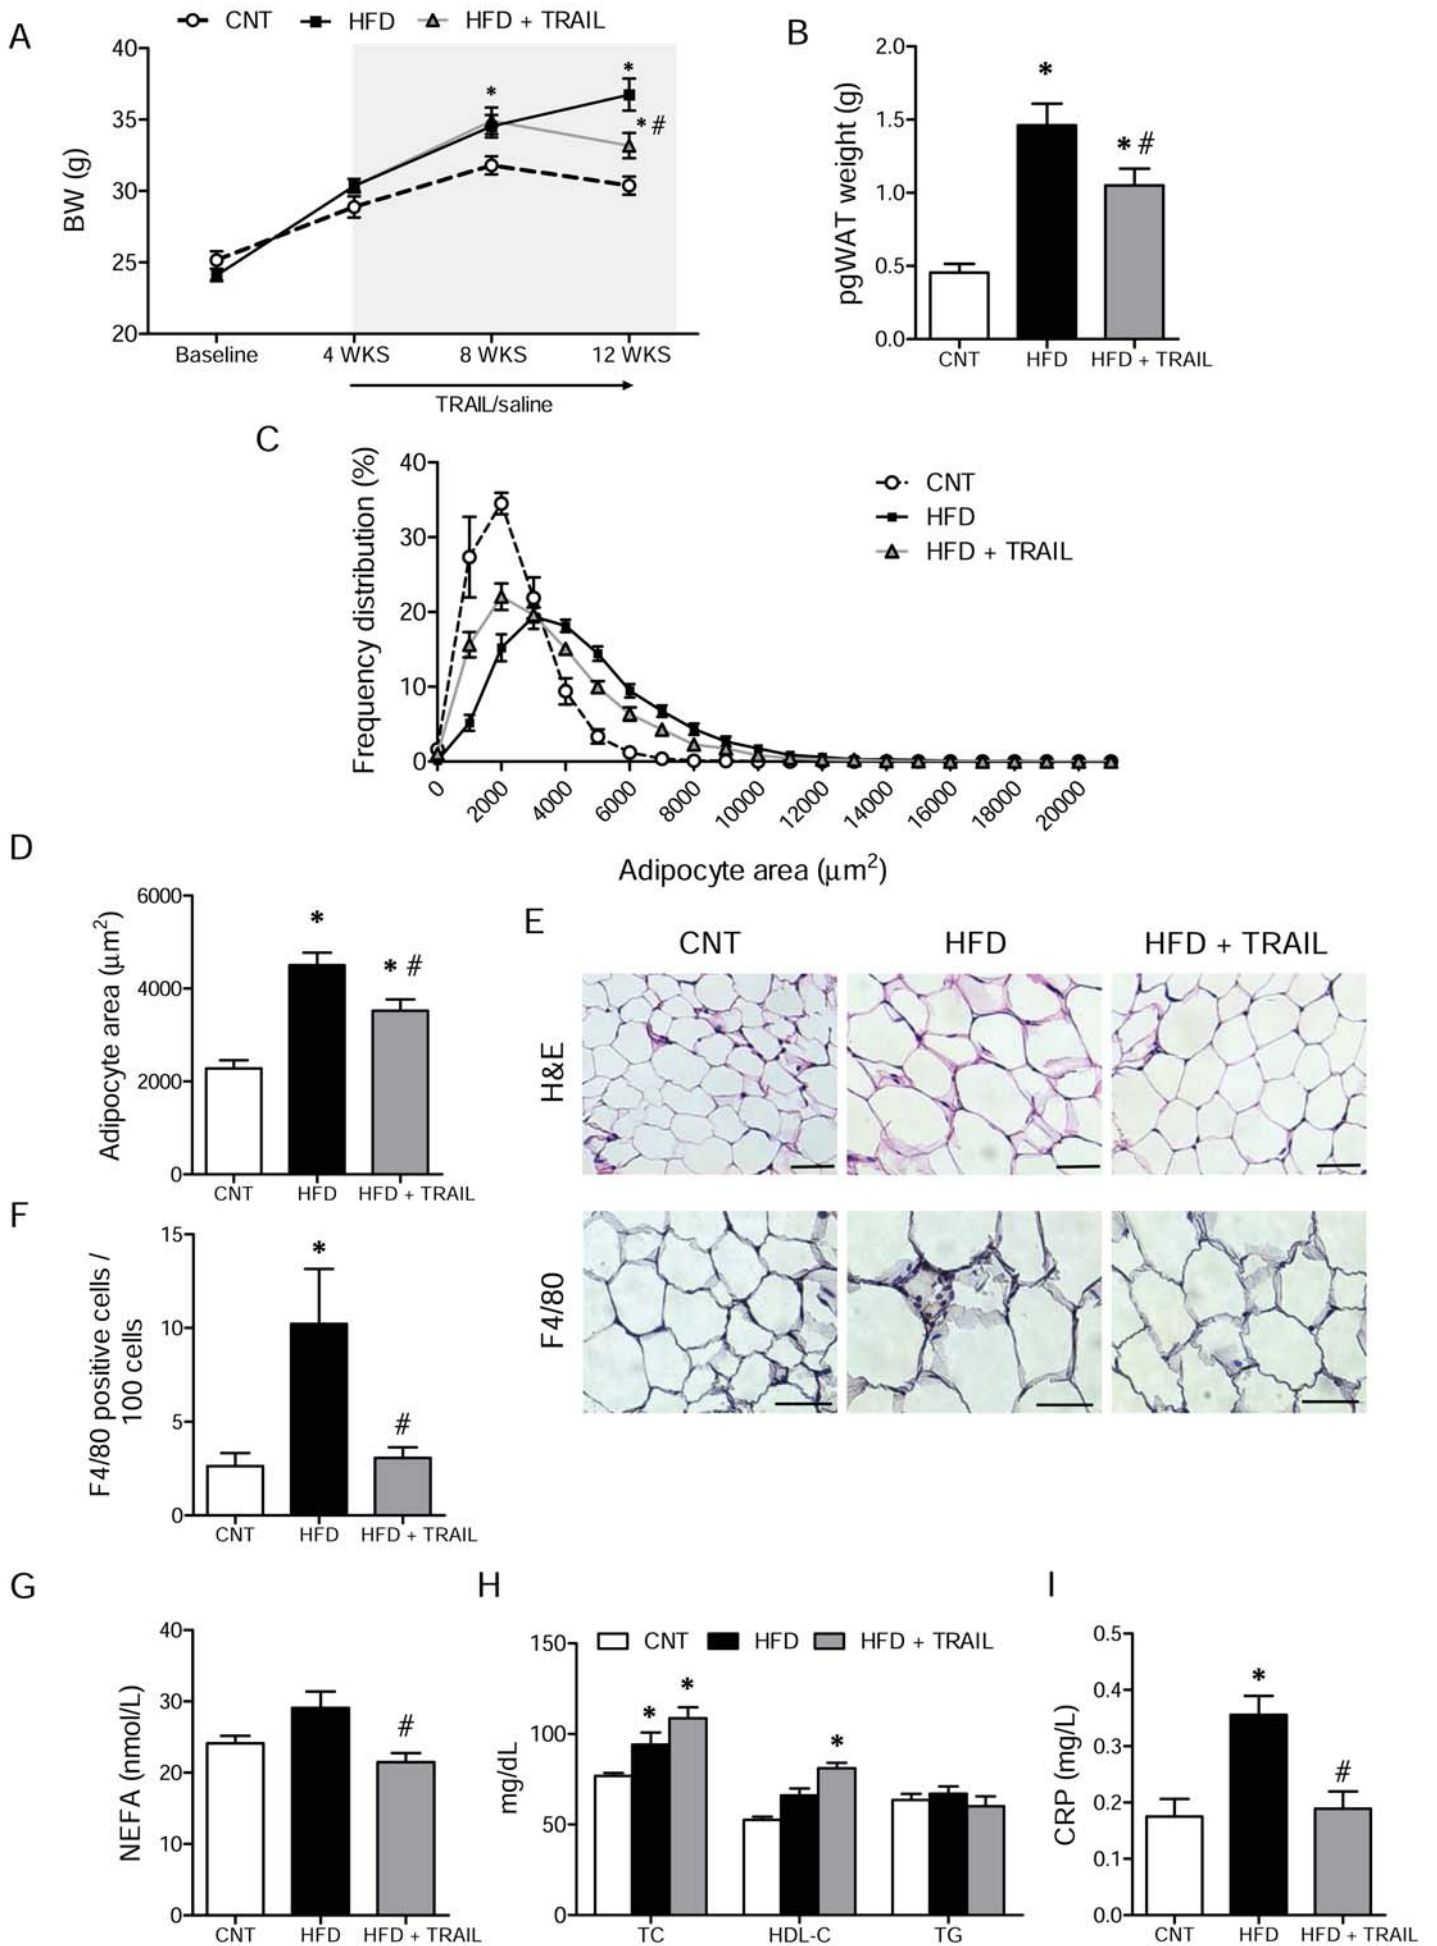 A
CNT HFD HFD + TRAIL
BW (g)
40
35
30
25
20
* * * #
Baseline 4 WKS 8 WKS 12 WKS
TRAIL/saline
B
pgWAT weight (g)
2.0
1.5
1.0
0.5
0.0
* * #
CNT HFD HFD + TRAIL
C
Frequency distribution (%)
40
30
20
10
0
CNT
HFD
HFD + TRAIL
0 2000 4000 6000 8000 10000 12000 14000 16000 18000 20000
Adipocyte area (μm²)
D
Adipocyte area (μm²)
6000
4000
2000
0
* * #
CNT HFD HFD + TRAIL
E
CNT HFD HFD + TRAIL
H&E
F4/80
F
F4/80 positive cells /
100 cells
15
10
5
0
* #
CNT HFD HFD + TRAIL
G
NEFA (nmol/L)
40
30
20
10
0
#
CNT HFD HFD + TRAIL
H
CNT HFD HFD + TRAIL
mg/dL
150
100
50
0
* * *
TC HDL-C TG
I
CRP (mg/L)
0.5
0.4
0.3
0.2
0.1
0.0
* #
CNT HFD HFD + TRAIL